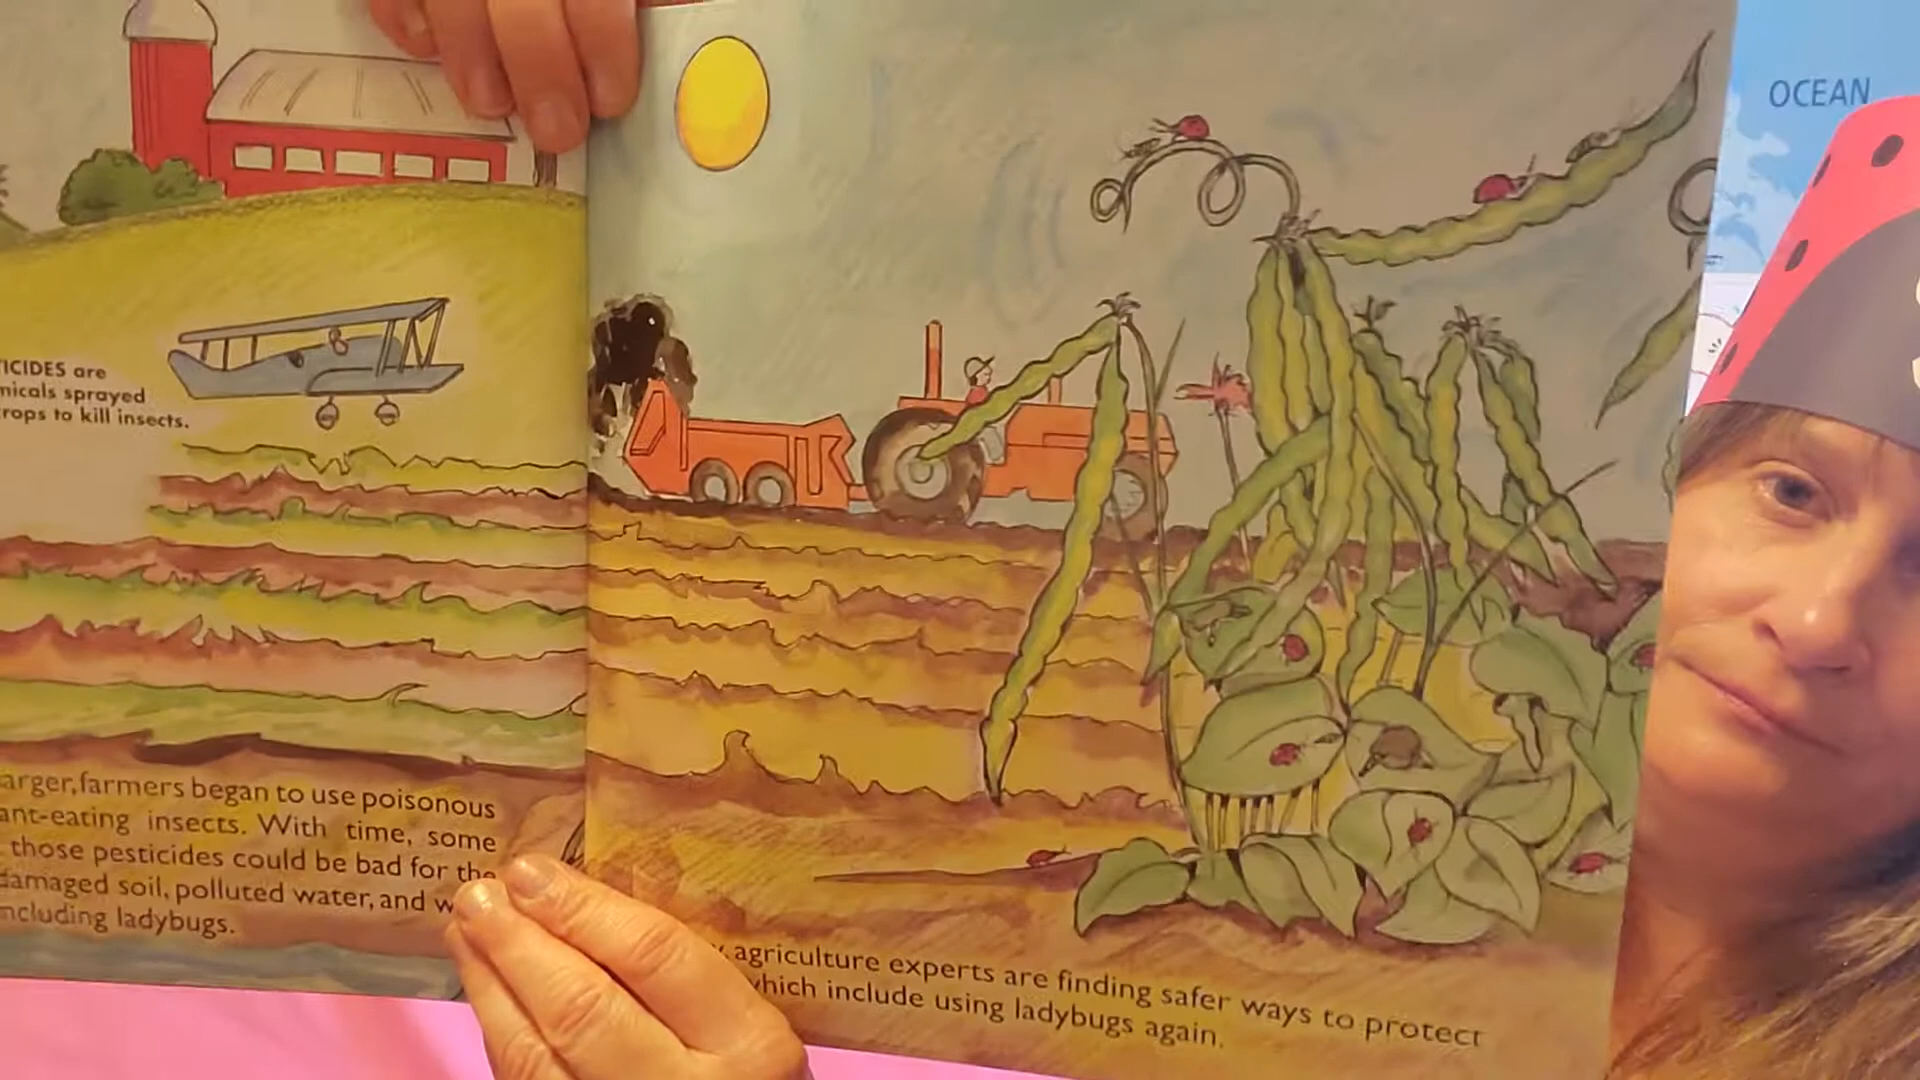 OCEAN
ICIDES are
micals sprayed
rops to kill insects.
arger, farmers began to use poisonous
ant-eating insects. With time, some
those pesticides could be bad for the
damaged soil, polluted water, and w
ncluding ladybugs.
agriculture experts are finding safer ways to protect
which include using ladybugs again.